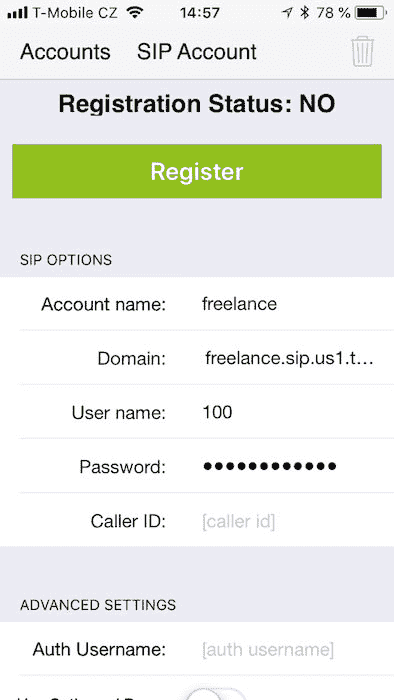 T-Mobile CZ 14:57 78 %
Accounts SIP Account
Registration Status: NO
Register
SIP OPTIONS
Account name: freelance
Domain: freelance.sip.us1.t...
User name: 100
Password: ●●●●●●●●●●●●
Caller ID: [caller id]
ADVANCED SETTINGS
Auth Username: [auth username]